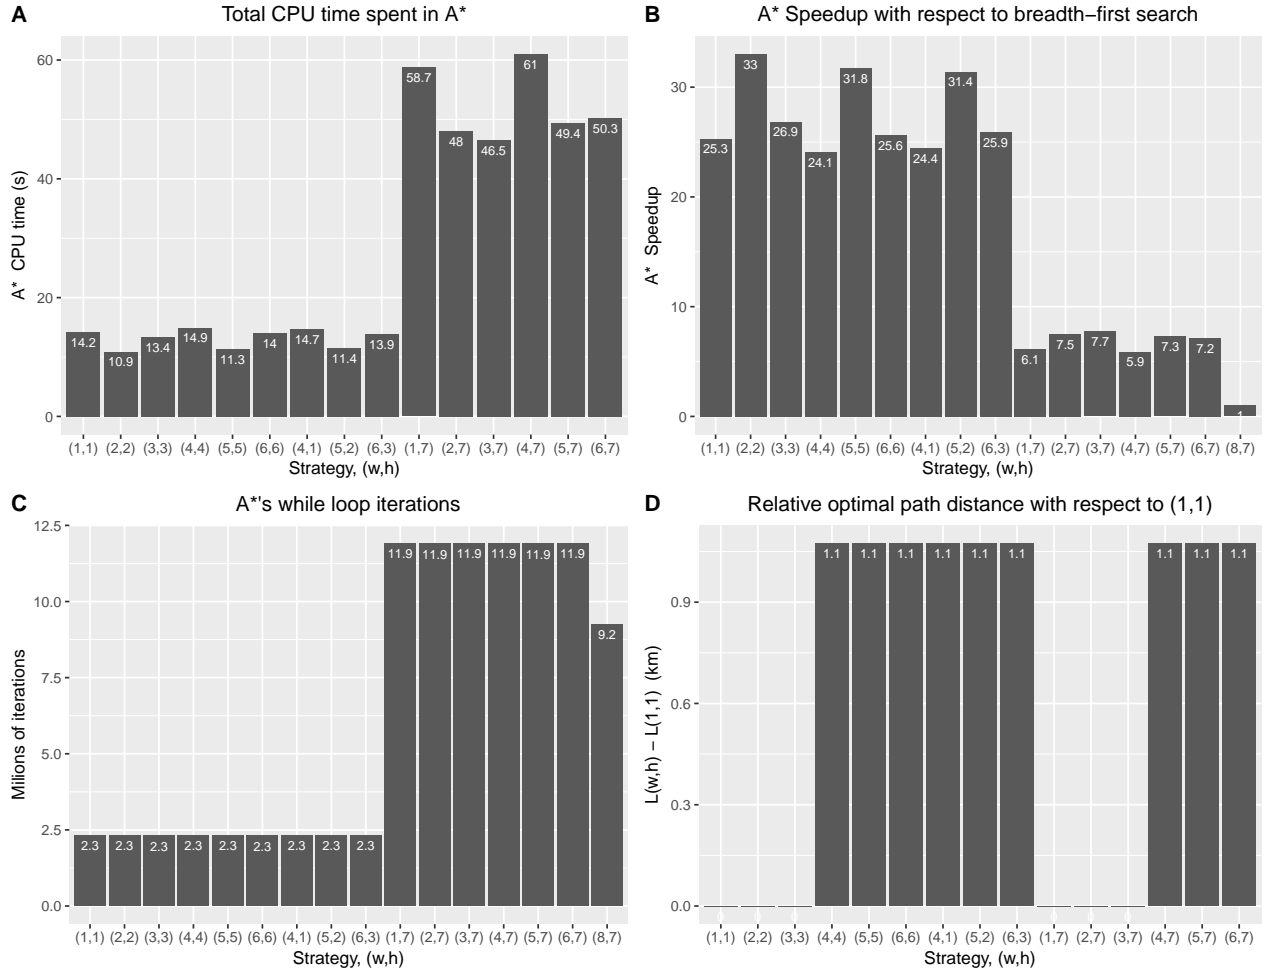 A Total CPU time spent in A*
A* CPU time (s)
60
40
20
0
14.2 10.9 13.4 14.9 11.3 14 14.7 11.4 13.9 58.7 48 46.5 61 49.4 50.3
(1,1) (2,2) (3,3) (4,4) (5,5) (6,6) (4,1) (5,2) (6,3) (1,7) (2,7) (3,7) (4,7) (5,7) (6,7)
Strategy, (w,h)
B A* Speedup with respect to breadth−first search
A* Speedup
30
20
10
0
25.3 33 26.9 24.1 31.8 25.6 24.4 31.4 25.9 6.1 7.5 7.7 5.9 7.3 7.2 1
(1,1) (2,2) (3,3) (4,4) (5,5) (6,6) (4,1) (5,2) (6,3) (1,7) (2,7) (3,7) (4,7) (5,7) (6,7) (8,7)
Strategy, (w,h)
C A*'s while loop iterations
Milions of iterations
12.5
10.0
7.5
5.0
2.5
0.0
2.3 2.3 2.3 2.3 2.3 2.3 2.3 2.3 2.3 11.9 11.9 11.9 11.9 11.9 11.9 9.2
(1,1) (2,2) (3,3) (4,4) (5,5) (6,6) (4,1) (5,2) (6,3) (1,7) (2,7) (3,7) (4,7) (5,7) (6,7) (8,7)
Strategy, (w,h)
D Relative optimal path distance with respect to (1,1)
L(w,h) − L(1,1) (km)
0.9
0.6
0.3
0.0
0 0 0 1.1 1.1 1.1 1.1 1.1 1.1 0 0 0 1.1 1.1 1.1
(1,1) (2,2) (3,3) (4,4) (5,5) (6,6) (4,1) (5,2) (6,3) (1,7) (2,7) (3,7) (4,7) (5,7) (6,7)
Strategy, (w,h)